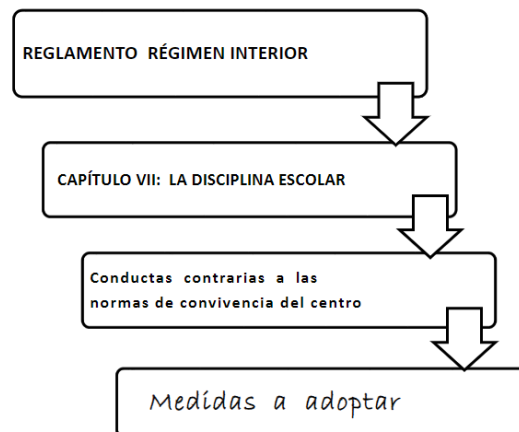 REGLAMENTO RÉGIMEN INTERIOR
CAPÍTULO VII: LA DISCIPLINA ESCOLAR
Conductas contrarias a las
normas de convivencia del centro
Medidas a adoptar